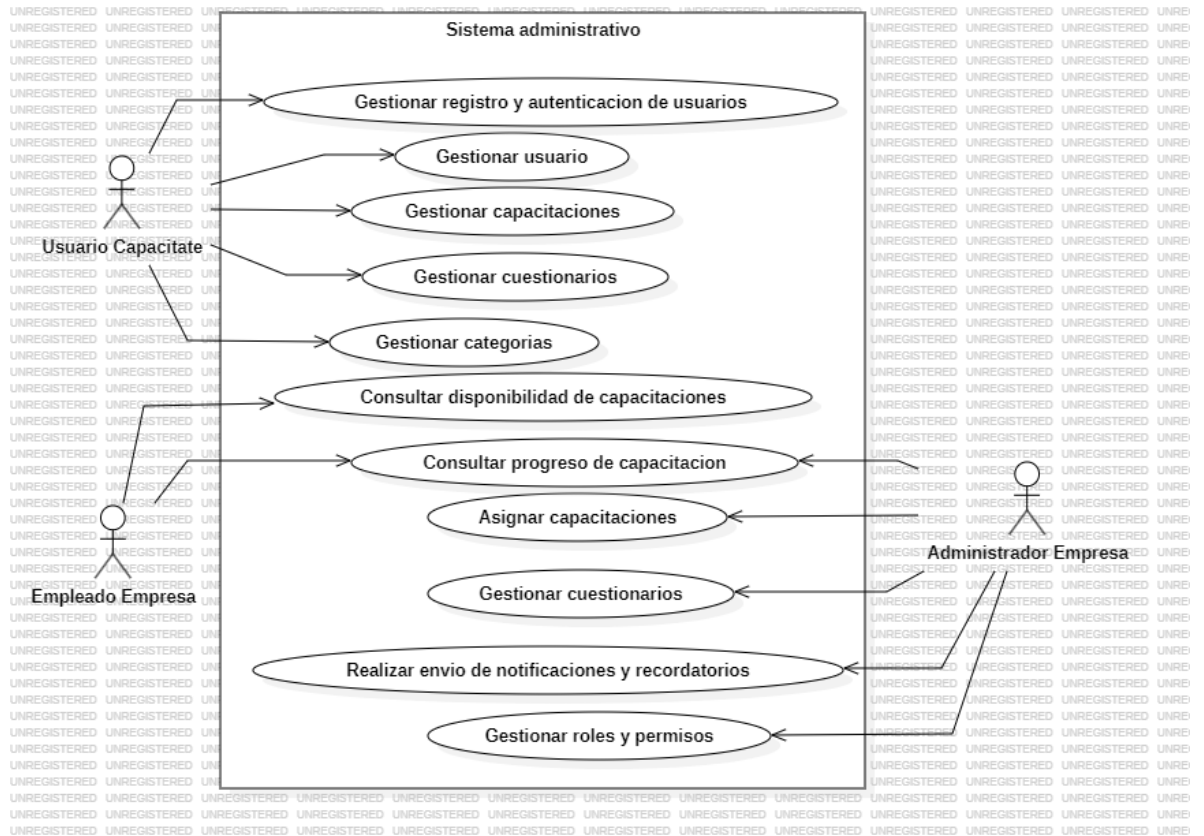 Sistema administrativo
Gestionar registro y autenticacion de usuarios
Gestionar usuario
Gestionar capacitaciones
Usuario Capacitate
Gestionar cuestionarios
Gestionar categorias
Consultar disponibilidad de capacitaciones
Consultar progreso de capacitacion
Asignar capacitaciones
Administrador Empresa
Empleado Empresa
Gestionar cuestionarios
Realizar envio de notificaciones y recordatorios
Gestionar roles y permisos
UNREGISTERED